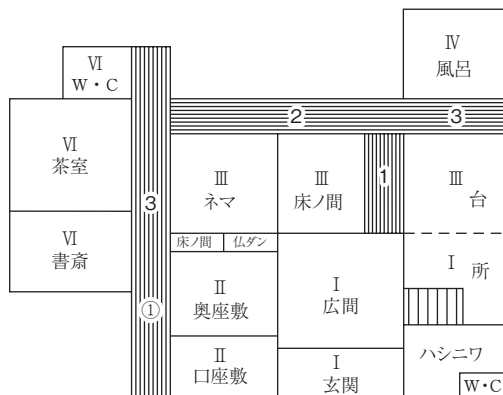 Ⅳ
風呂
Ⅵ
W・C
2
3
Ⅵ
茶室
Ⅲ
ネマ
Ⅲ
床ノ間
1
Ⅲ
台
3
Ⅵ
書斎
床ノ間
仏ダン
Ⅰ
所
Ⅱ
奥座敷
Ⅰ
広間
①
Ⅱ
口座敷
Ⅰ
玄関
ハシニワ
W・C